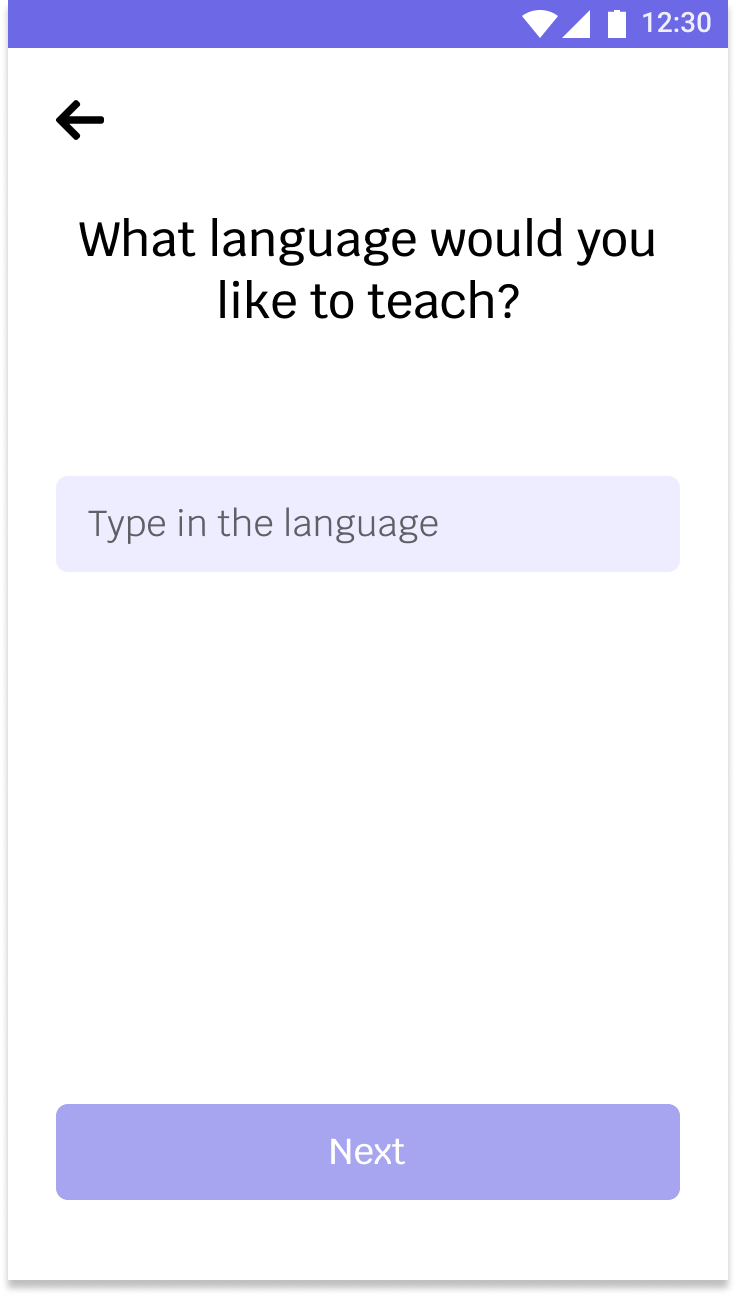 12:30
What language would you
like to teach?
Type in the language
Next